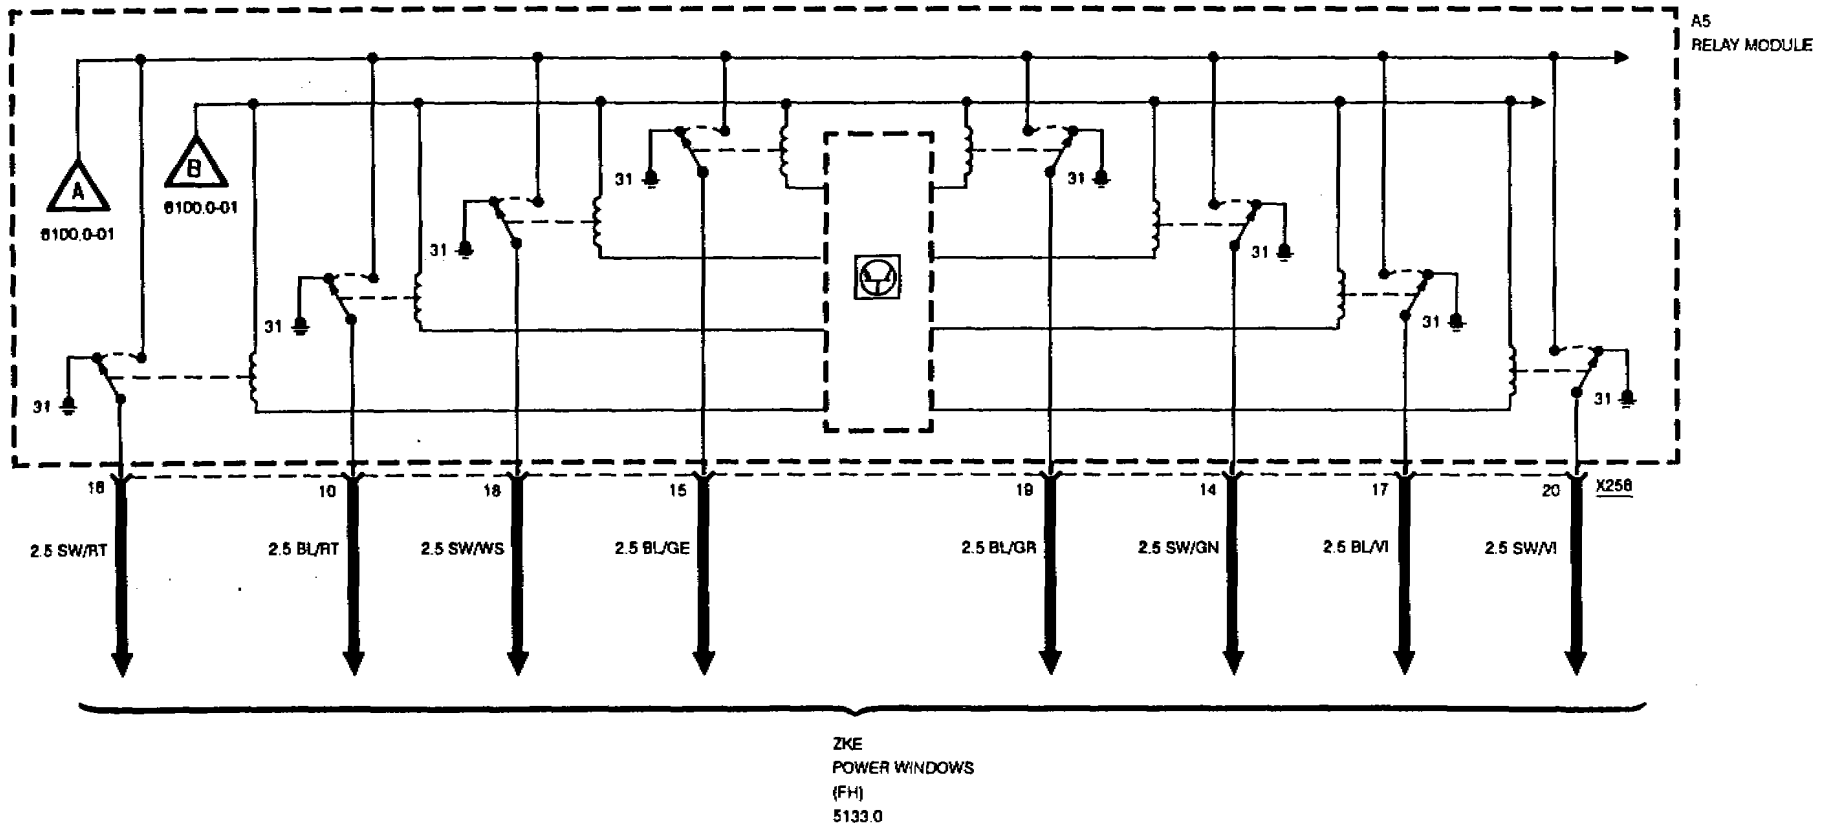 A5
RELAY MODULE
A
6100.0-01
B
6100.0-01
31
31
31
31
31
31
31
31
16
10
18
15
19
14
17
20
X256
2.5 SW/RT
2.5 BL/RT
2.5 SW/WS
2.5 BL/GE
2.5 BL/GR
2.5 SW/GN
2.5 BL/VI
2.5 SW/VI
ZKE
POWER WINDOWS
(FH)
5133.0